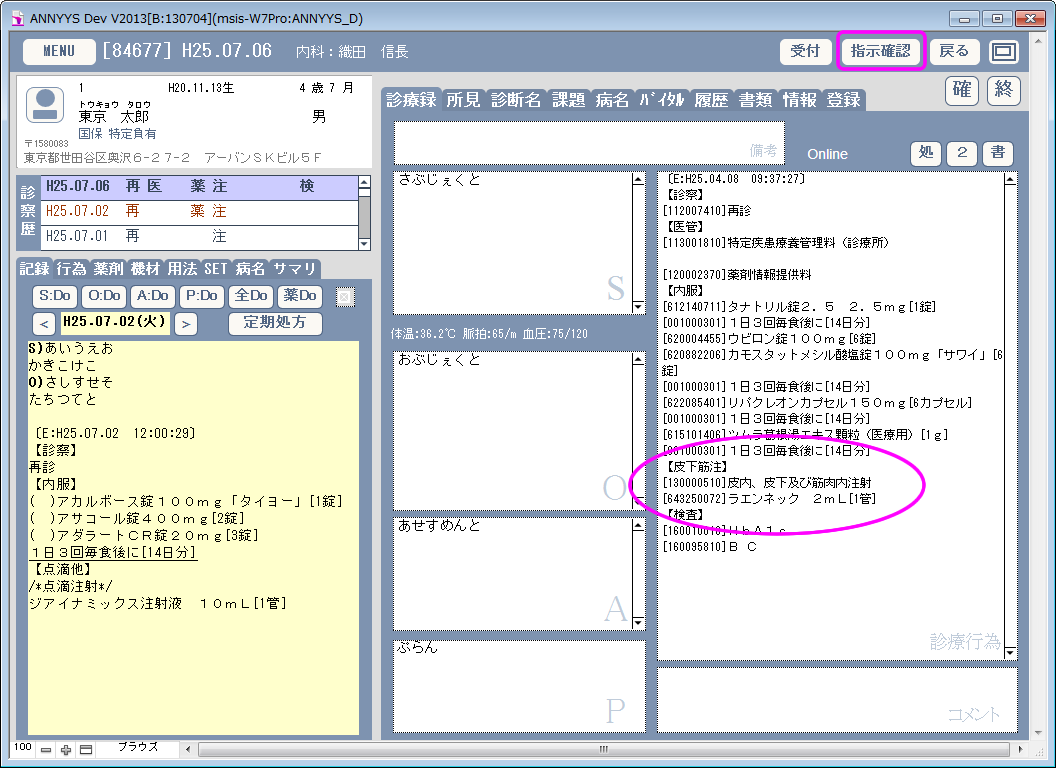 ANNYYS Dev V2013[B:130704](msis-W7Pro:ANNYYS_D)
MENU
[84677] H25.07.06 内科：織田 信長
受付
指示確認
戻る
1 H20.11.13生 4 歳 7 月
トウキョウ タロウ
東京 太郎 男
国保 特定負有
〒1580083
東京都世田谷区奥沢６－２７－２ アーバンＳＫビル５Ｆ
診療録 所見 診断名 課題 病名 ﾊﾞｲﾀﾙ 履歴 書類 情報 登録
確 終
備考
Online
処 2 書
診察歴
H25.07.06 再 医 薬 注 検
H25.07.02 再 薬 注
H25.07.01 再 注
記録 行為 薬剤 機材 用法 SET 病名 サマリ
S:Do O:Do A:Do P:Do 全Do 薬Do
< H25.07.02(火) > 定期処方
S)あいうえお
かきこけこ
O)さしすせそ
たちつてと
〔E:H25.07.02 12:00:29〕
【診察】
再診
【内服】
( )アカルボース錠１００ｍｇ「タイヨー」[1錠]
( )アサコール錠４００ｍｇ[2錠]
( )アダラートＣＲ錠２０ｍｇ[3錠]
１日３回毎食後に[14日分]
【点滴他】
/*点滴注射*/
ジアイナミックス注射液 １０ｍＬ[1管]
さぶじぇくと
S
体温:36.2℃ 脈拍:65/m 血圧:75/120
おぶじぇくと
O
あせすめんと
A
ぷらん
P
〔E:H25.04.08 09:37:27〕
【診察】
[112007410]再診
【医管】
[113001810]特定疾患療養管理料（診療所）
[120002370]薬剤情報提供料
【内服】
[612140711]タナトリル錠２．５ ２．５ｍｇ[1錠]
[001000301]１日３回毎食後に[14日分]
[620004455]ウビロン錠１００ｍｇ[6錠]
[620882206]カモスタットメシル酸塩錠１００ｍｇ「サワイ」[6
錠]
[001000301]１日３回毎食後に[14日分]
[622085401]リパクレオンカプセル１５０ｍｇ[6カプセル]
[001000301]１日３回毎食後に[14日分]
[615101406]ツムラ葛根湯エキス顆粒（医療用）[1ｇ]
[001000301]１日３回毎食後に[14日分]
【皮下筋注】
[130000510]皮内、皮下及び筋肉内注射
[643250072]ラエンネック ２ｍＬ[1管]
【検査】
[160010010]ＨｂＡ１ｃ
[160095810]Ｂ Ｃ
診療行為
コメント
100 ブラウズ